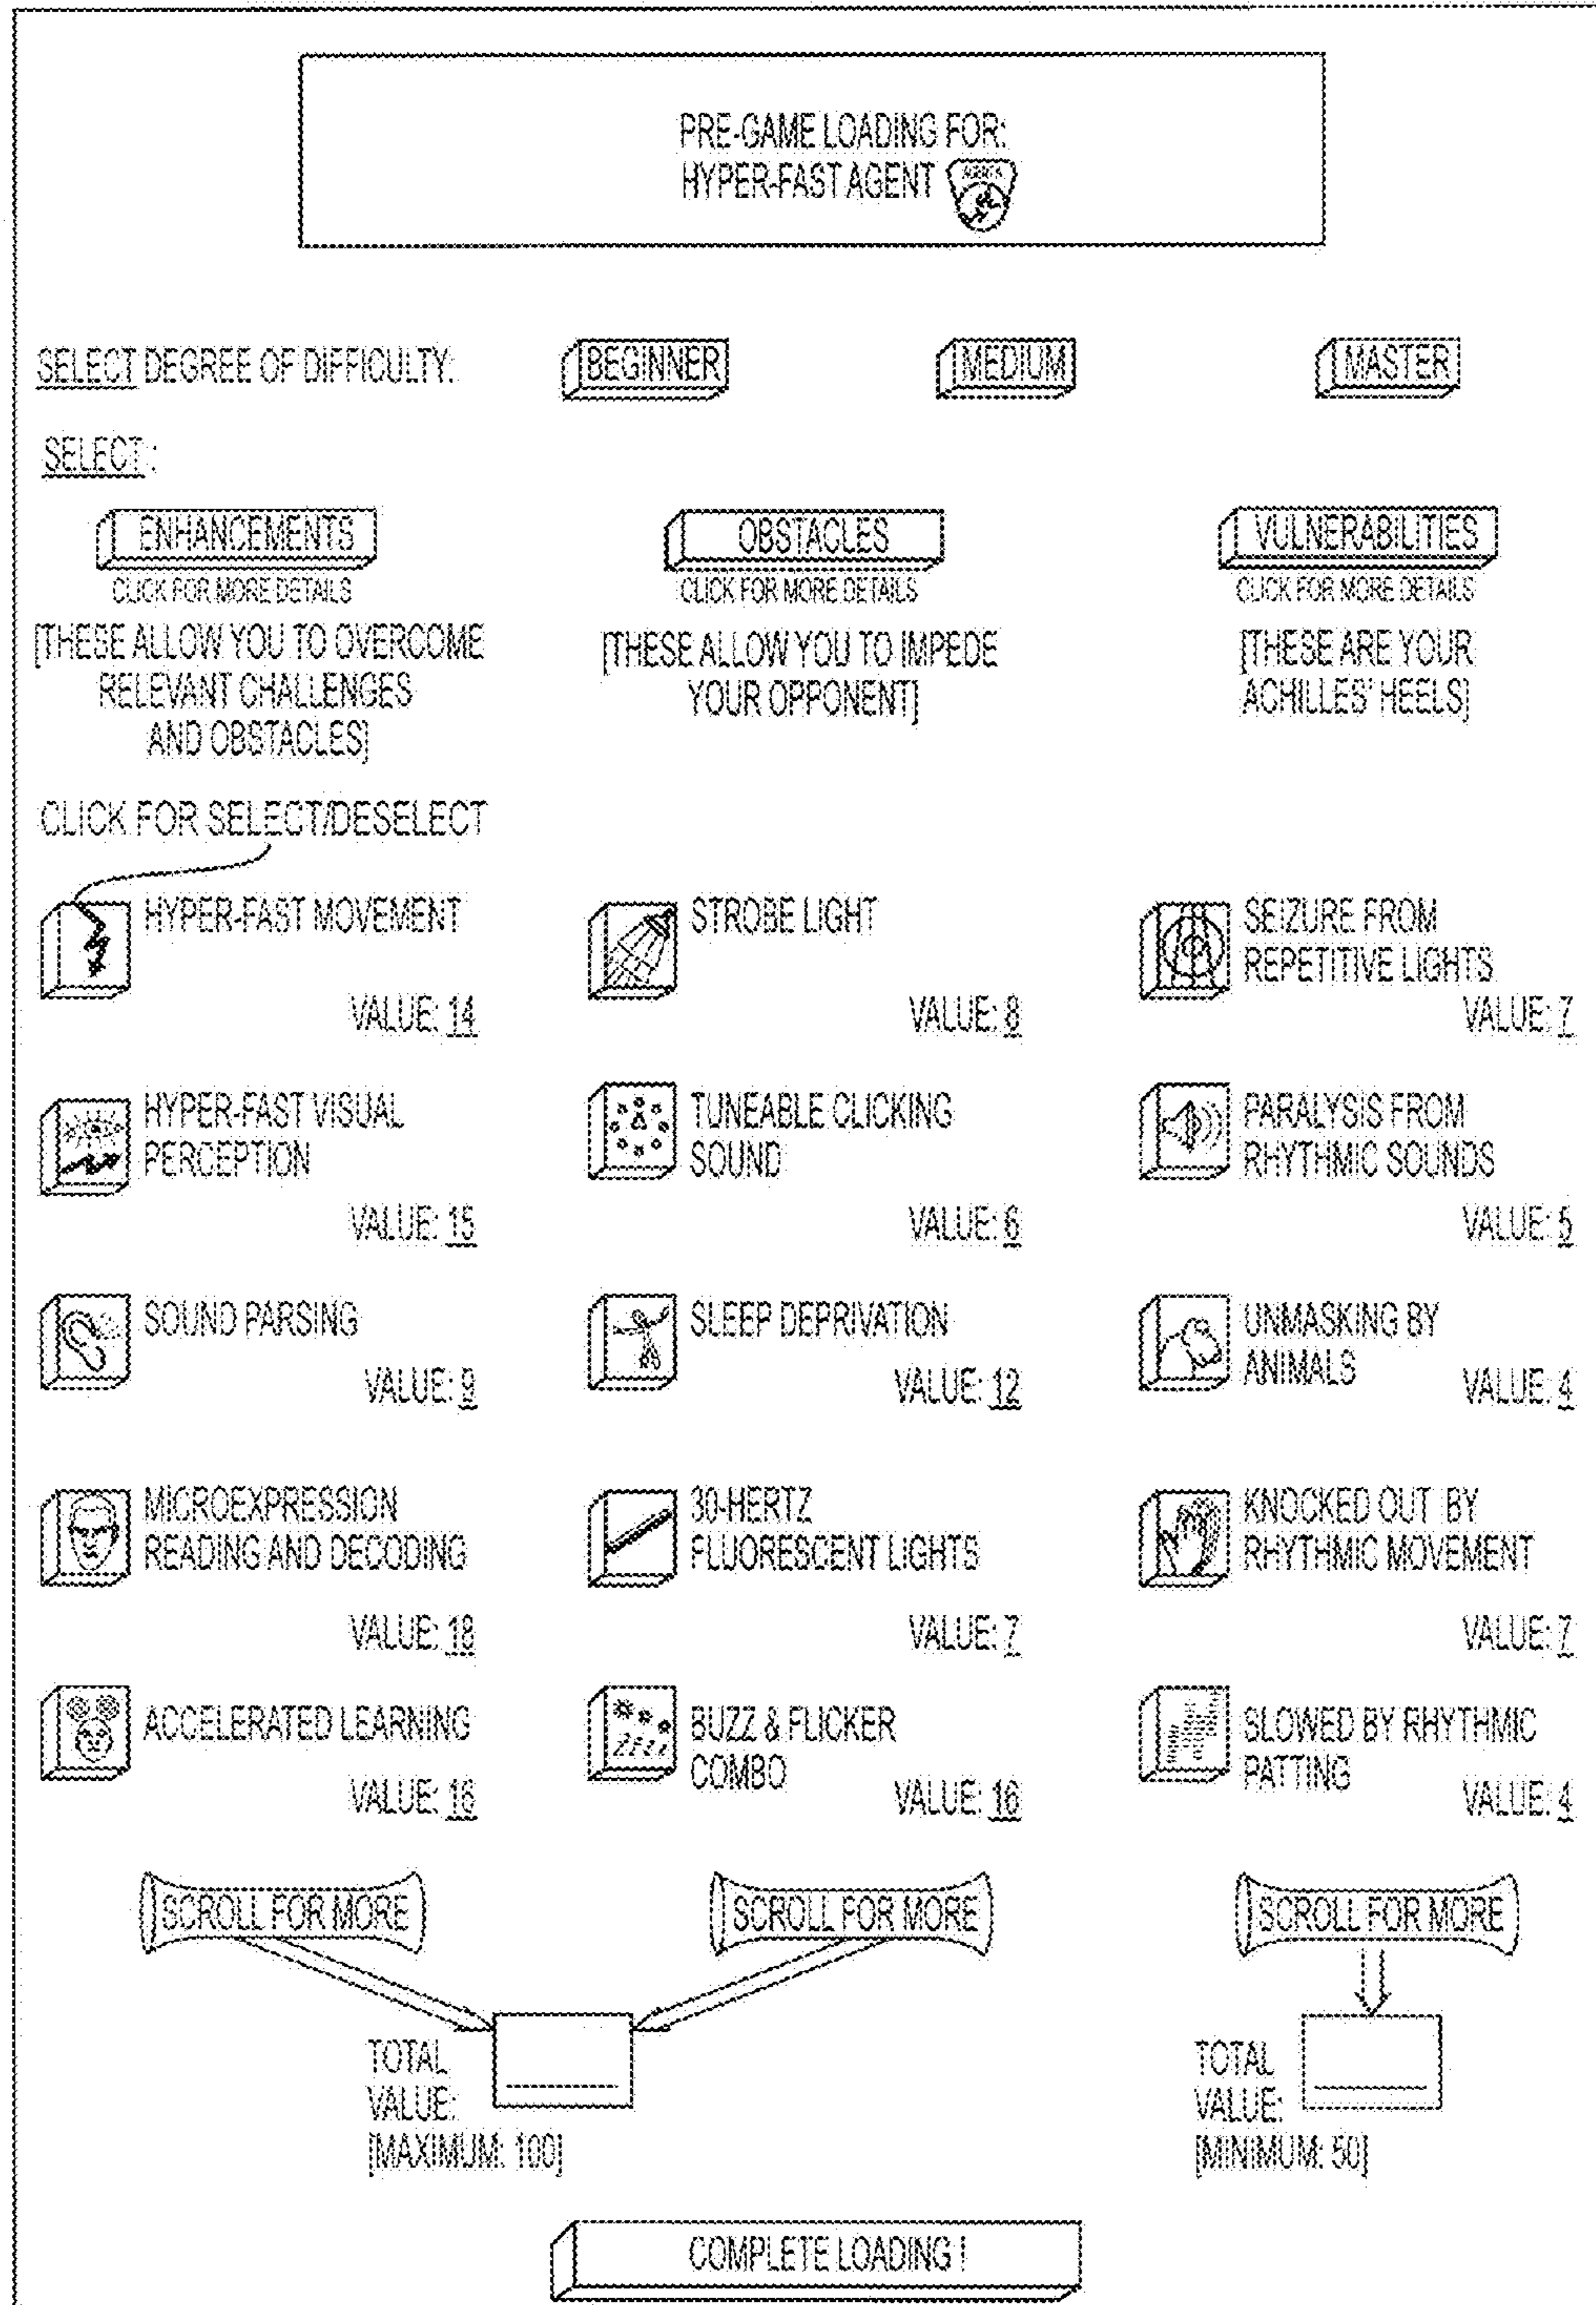 PRE-GAME LOADING FOR:
HYPER-FAST AGENT
SELECT DEGREE OF DIFFICULTY:
BEGINNER
MEDIUM
MASTER
SELECT :
ENHANCEMENTS
CLICK FOR MORE DETAILS
[THESE ALLOW YOU TO OVERCOME
RELEVANT CHALLENGES
AND OBSTACLES]
OBSTACLES
CLICK FOR MORE DETAILS
[THESE ALLOW YOU TO IMPEDE
YOUR OPPONENT]
VULNERABILITIES
CLICK FOR MORE DETAILS
[THESE ARE YOUR
ACHILLES' HEELS]
CLICK FOR SELECT/DESELECT
HYPER-FAST MOVEMENT
VALUE: 14
STROBE LIGHT
VALUE: 8
SEIZURE FROM
REPETITIVE LIGHTS
VALUE: 7
HYPER-FAST VISUAL
PERCEPTION
VALUE: 15
TUNEABLE CLICKING
SOUND
VALUE: 6
PARALYSIS FROM
RHYTHMIC SOUNDS
VALUE: 5
SOUND PARSING
VALUE: 9
SLEEP DEPRIVATION
VALUE: 12
UNMASKING BY
ANIMALS
VALUE: 4
MICROEXPRESSION
READING AND DECODING
VALUE: 18
30-HERTZ
FLUORESCENT LIGHTS
VALUE: 7
KNOCKED OUT BY
RHYTHMIC MOVEMENT
VALUE: 7
ACCELERATED LEARNING
VALUE: 16
BUZZ & FLICKER
COMBO
VALUE: 16
SLOWED BY RHYTHMIC
PATTING
VALUE: 4
SCROLL FOR MORE
SCROLL FOR MORE
SCROLL FOR MORE
TOTAL
VALUE:
[MAXIMUM: 100]
TOTAL
VALUE:
[MINIMUM: 50]
COMPLETE LOADING !